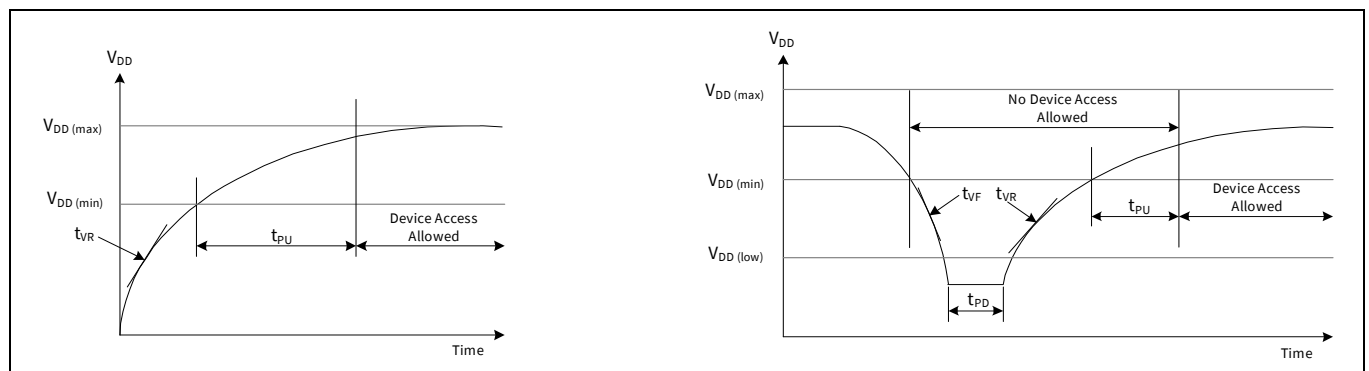 VDD
VDD (max)
VDD (min)
tVR
tPU
Device Access
Allowed
Time
VDD
VDD (max)
No Device Access
Allowed
VDD (min)
tVF
tVR
tPU
Device Access
Allowed
VDD (low)
tPD
Time